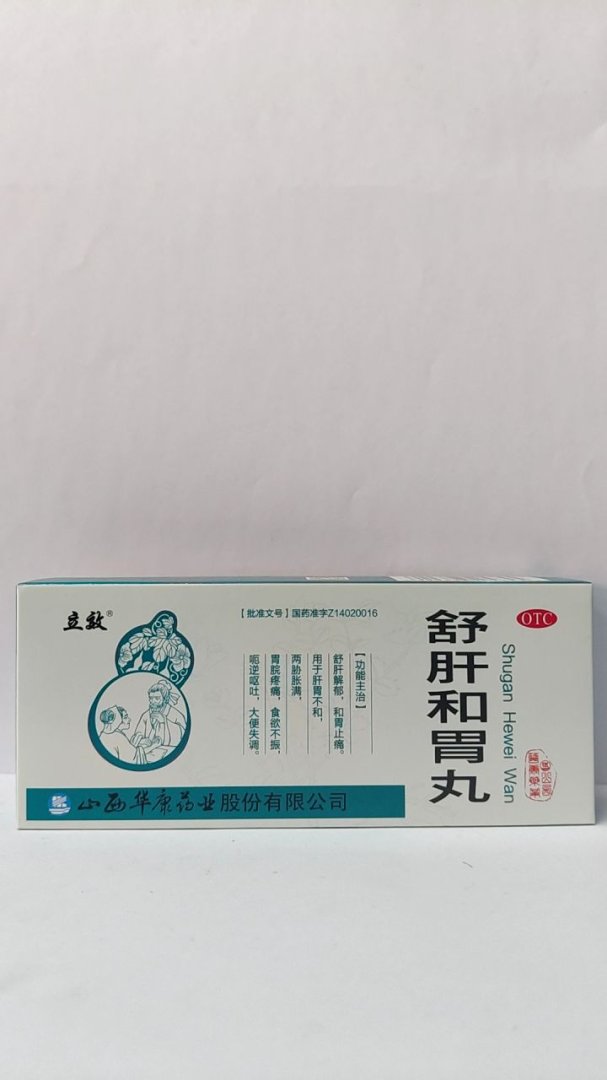 立效®
【批准文号】国药准字Z14020016
【功能主治】
舒肝解郁，和胃止痛。
用于肝胃不和，
两胁胀满，
胃脘疼痛，食欲不振，
呃逆呕吐，大便失调。
舒肝和胃丸
Shugan Hewei Wan
OTC
山西华康药业股份有限公司